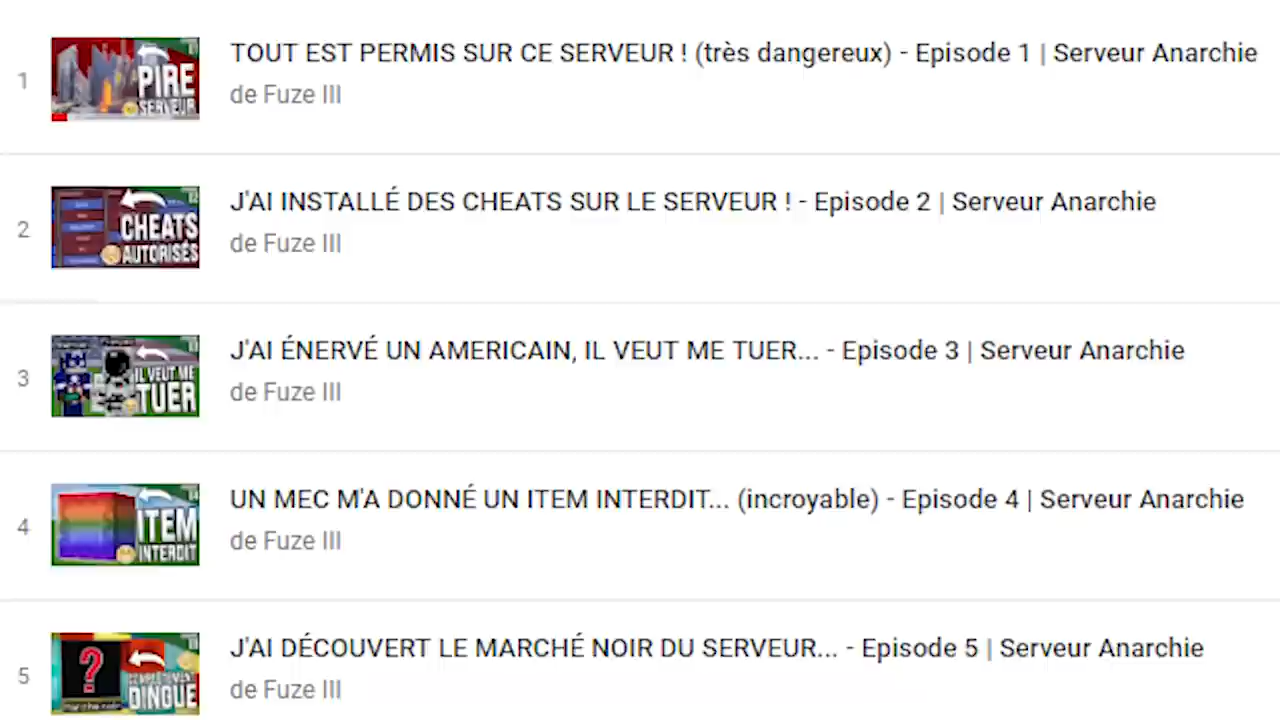 1
PIRE
SERVEUR
TOUT EST PERMIS SUR CE SERVEUR ! (très dangereux) - Episode 1 | Serveur Anarchie
de Fuze III
2
CHEATS
AUTORISÉS
J'AI INSTALLÉ DES CHEATS SUR LE SERVEUR ! - Episode 2 | Serveur Anarchie
de Fuze III
3
IL VEUT ME
TUER
J'AI ÉNERVÉ UN AMERICAIN, IL VEUT ME TUER... - Episode 3 | Serveur Anarchie
de Fuze III
4
ITEM
INTERDIT
UN MEC M'A DONNÉ UN ITEM INTERDIT... (incroyable) - Episode 4 | Serveur Anarchie
de Fuze III
5
?
COMPLÈTEMENT
DINGUE
marché noir
J'AI DÉCOUVERT LE MARCHÉ NOIR DU SERVEUR... - Episode 5 | Serveur Anarchie
de Fuze III